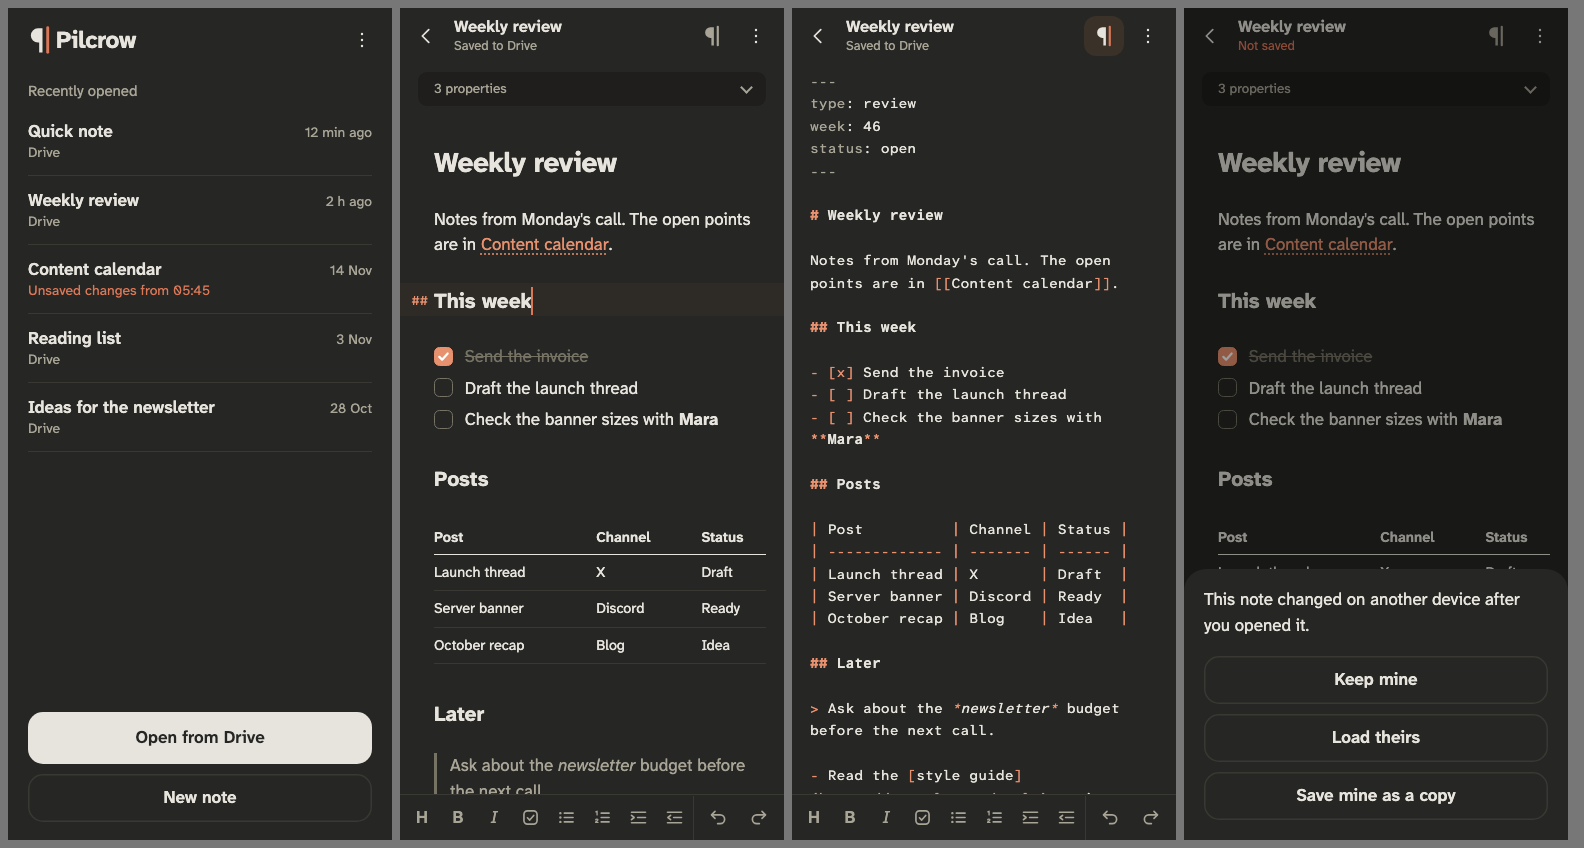 ¶ Pilcrow
Recently opened
Quick note 12 min ago
Drive
Weekly review 2 h ago
Drive
Content calendar 14 Nov
Unsaved changes from 05:45
Reading list 3 Nov
Drive
Ideas for the newsletter 28 Oct
Drive
Open from Drive
New note
Weekly review
Saved to Drive
¶
3 properties
Weekly review
Notes from Monday's call. The open points
are in Content calendar.
## This week
Send the invoice
Draft the launch thread
Check the banner sizes with Mara
Posts
Post Channel Status
Launch thread X Draft
Server banner Discord Ready
October recap Blog Idea
Later
Ask about the newsletter budget before
the next call
H B I
Weekly review
Saved to Drive
¶
---
type: review
week: 46
status: open
---
# Weekly review
Notes from Monday's call. The open
points are in [[Content calendar]].
## This week
- [x] Send the invoice
- [ ] Draft the launch thread
- [ ] Check the banner sizes with
**Mara**
## Posts
| Post | Channel | Status |
| ------------- | ------- | ------ |
| Launch thread | X | Draft |
| Server banner | Discord | Ready |
| October recap | Blog | Idea |
## Later
> Ask about the *newsletter* budget
before the next call.
- Read the [style guide]
H B I
Weekly review
Not saved
¶
3 properties
Weekly review
Notes from Monday's call. The open points
are in Content calendar.
This week
Send the invoice
Draft the launch thread
Check the banner sizes with Mara
Posts
Post Channel Status
This note changed on another device after
you opened it.
Keep mine
Load theirs
Save mine as a copy